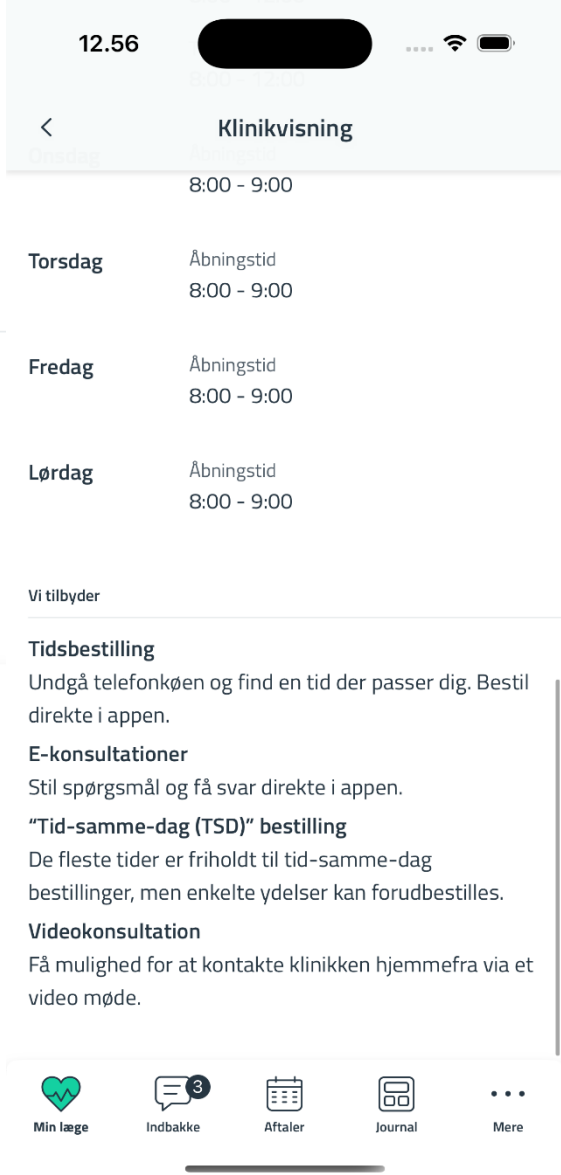 12.56
8:00 - 12:00
Klinikvisning
Onsdag
Åbningstid
8:00 - 9:00
Torsdag
Åbningstid
8:00 - 9:00
Fredag
Åbningstid
8:00 - 9:00
Lørdag
Åbningstid
8:00 - 9:00
Vi tilbyder
Tidsbestilling
Undgå telefonkøen og find en tid der passer dig. Bestil
direkte i appen.
E-konsultationer
Stil spørgsmål og få svar direkte i appen.
“Tid-samme-dag (TSD)” bestilling
De fleste tider er friholdt til tid-samme-dag
bestillinger, men enkelte ydelser kan forudbestilles.
Videokonsultation
Få mulighed for at kontakte klinikken hjemmefra via et
video møde.
3
Min læge
Indbakke
Aftaler
Journal
Mere